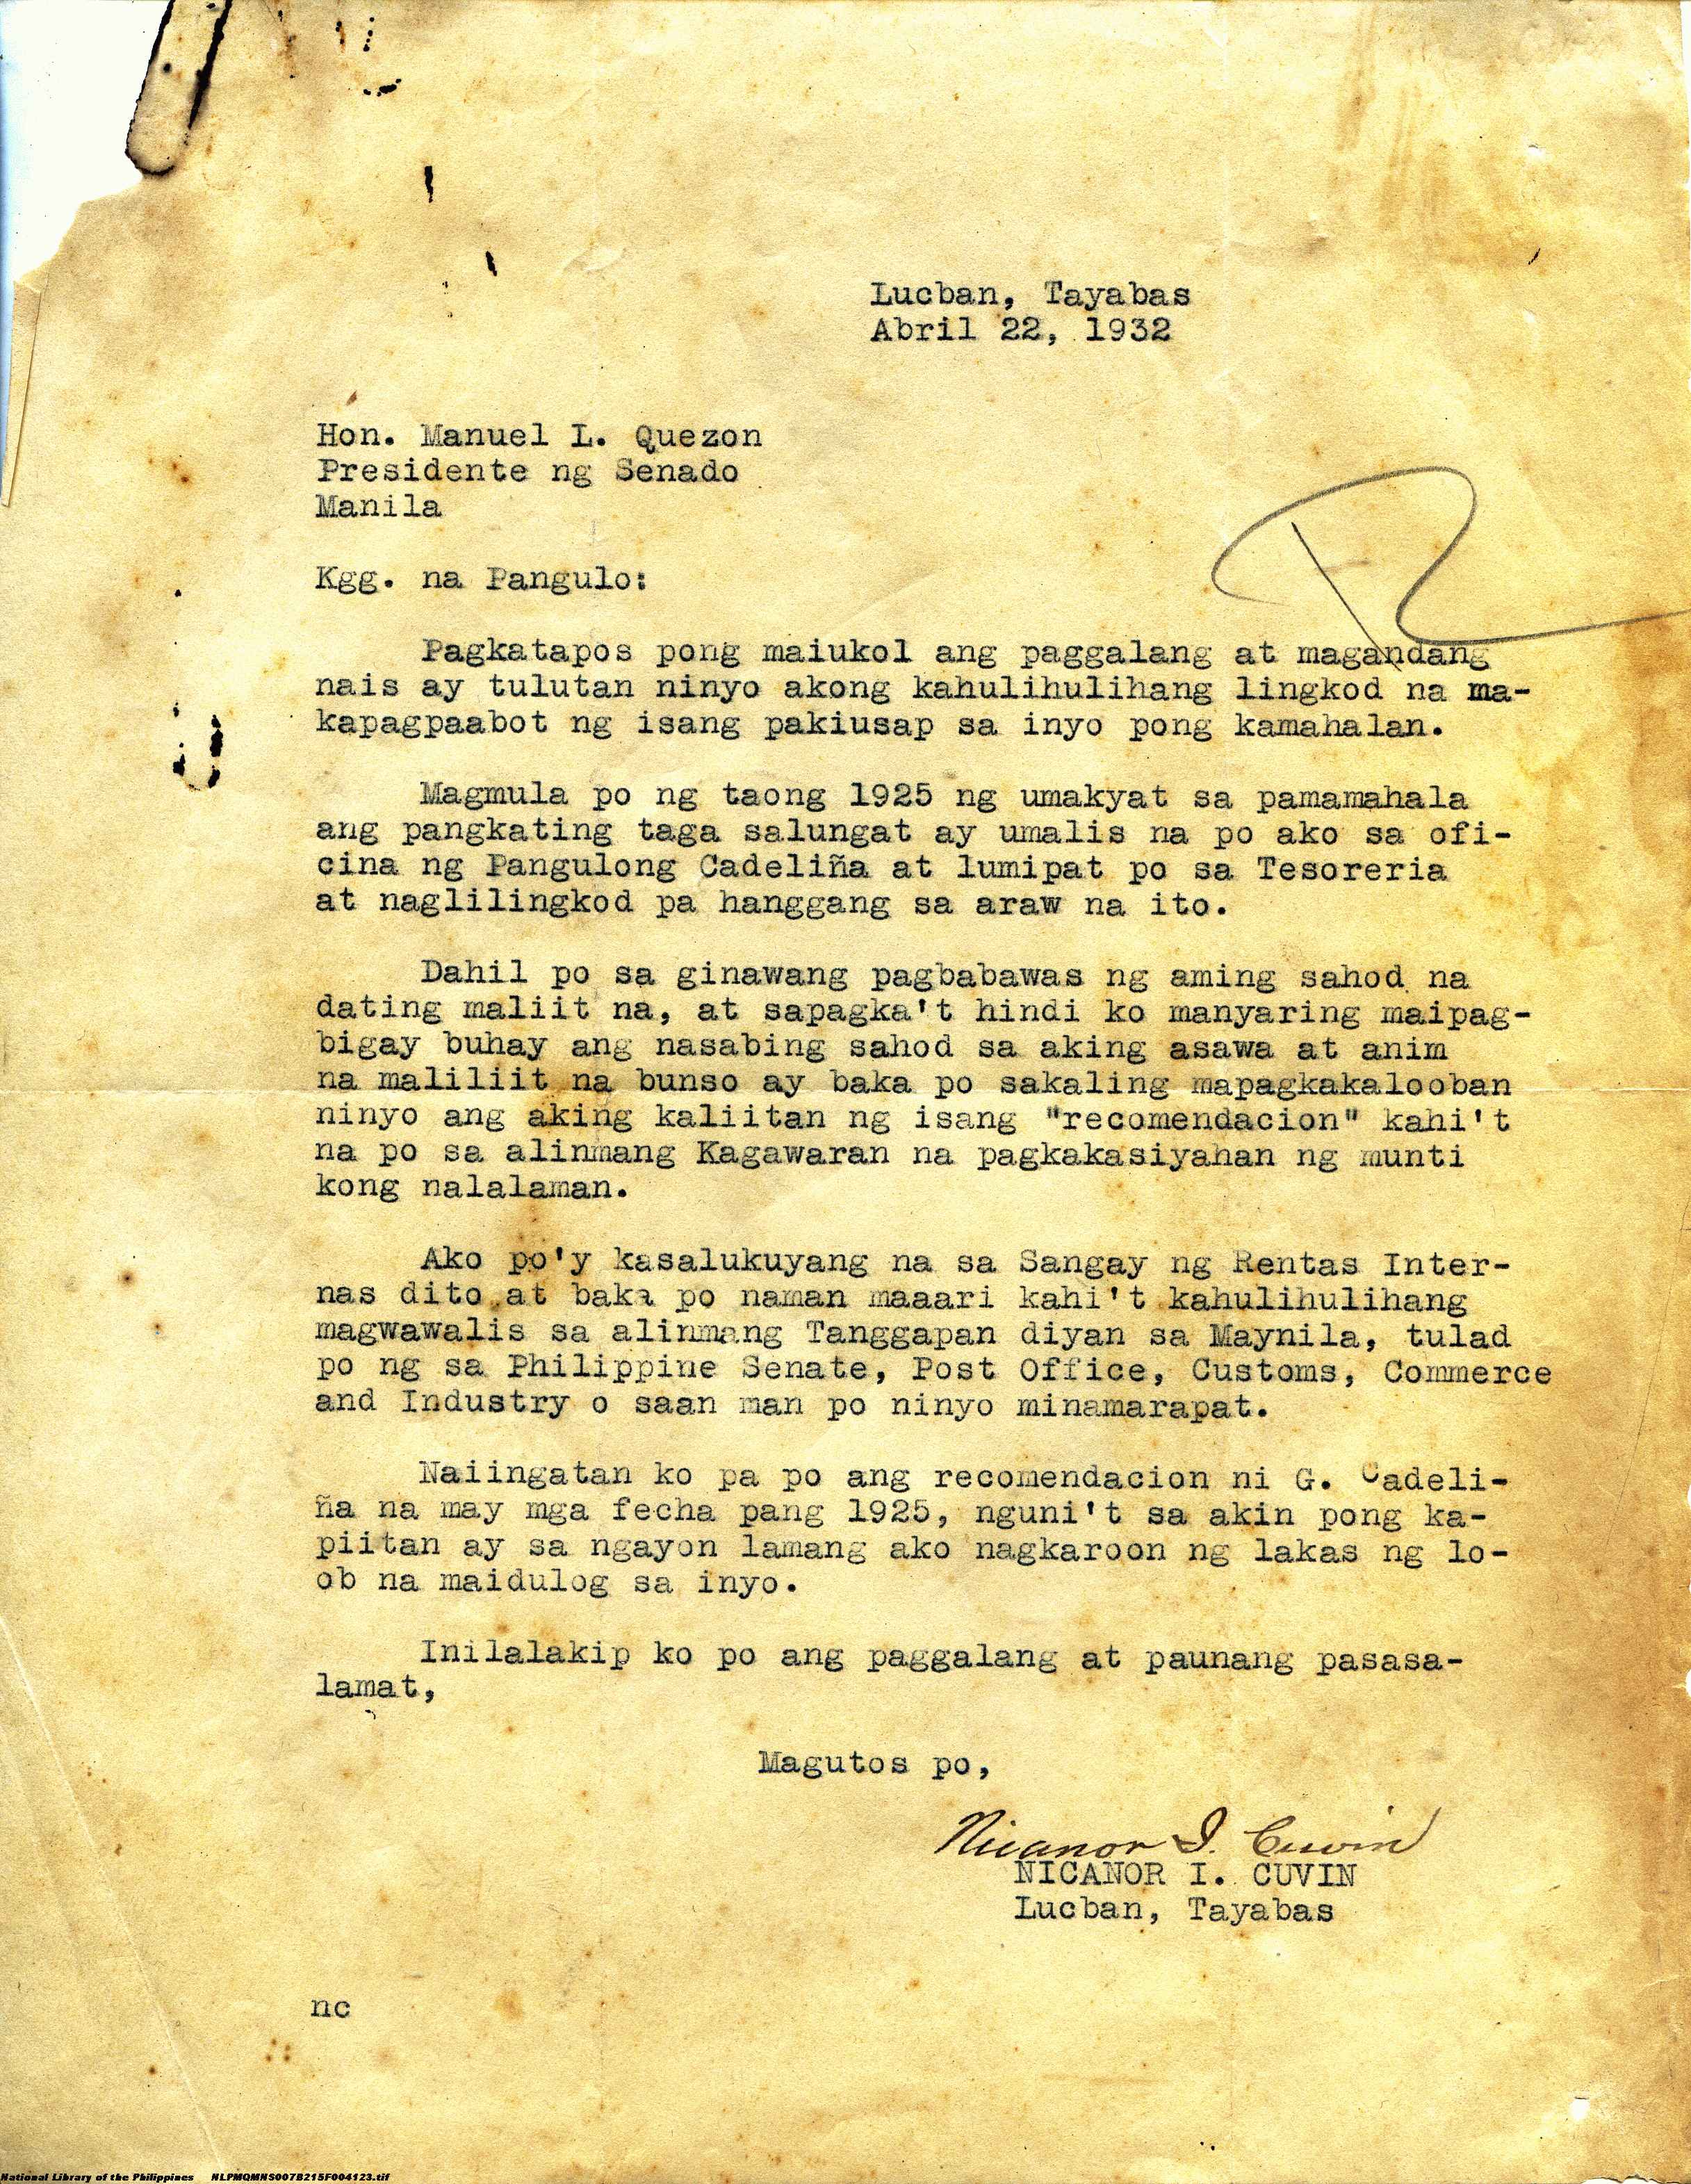 Lucban, Tayabas
Abril 22, 1932
Hon. Manuel L. Quezon
Presidente ng Senado
Manila
Kgg. na Pangulo:
Pagkatapos pong maiukol ang paggalang at magandang
nais ay tulutan ninyo akong kahulihulihang lingkod na ma-
kapagpaabot ng isang pakiusap sa inyo pong kamahalan.
Magmula po ng taong 1925 ng umakyat sa pamamahala
ang pangkating taga salungat ay umalis na po ako sa ofi-
cina ng Pangulong Cadeliña at lumipat po sa Tesoreria
at naglilingkod pa hanggang sa araw na ito.
Dahil po sa ginawang pagbabawas ng aming sahod na
dating maliit na, at sapagka't hindi ko manyaring maipag-
bigay buhay ang nasabing sahod sa aking asawa at anim
na maliliit na bunso ay baka po sakaling mapagkakalooban
ninyo ang aking kaliitan ng isang "recomendacion" kahi't
na po sa alinmang Kagawaran na pagkakasiyahan ng munti
kong nalalaman.
Ako po'y kasalukuyang na sa Sangay ng Rentas Inter-
nas dito at baka po naman maaari kahi't kahulihulihang
magwawalis sa alinmang Tanggapan diyan sa Maynila, tulad
po ng sa Philippine Senate, Post Office, Customs, Commerce
and Industry o saan man po ninyo minamarapat.
Naiingatan ko pa po ang recomendacion ni G. Cadeli-
ña na may mga fecha pang 1925, nguni't sa akin pong ka-
piitan ay sa ngayon lamang ako nagkaroon ng lakas ng lo-
ob na maidulog sa inyo.
Inilalakip ko po ang paggalang at paunang pasasa-
lamat,
Magutos po,
Nicanor I. Cuvin
NICANOR I. CUVIN
Lucban, Tayabas
nc
National Library of the Philippines NLPMQMNS007B215F004123.tif